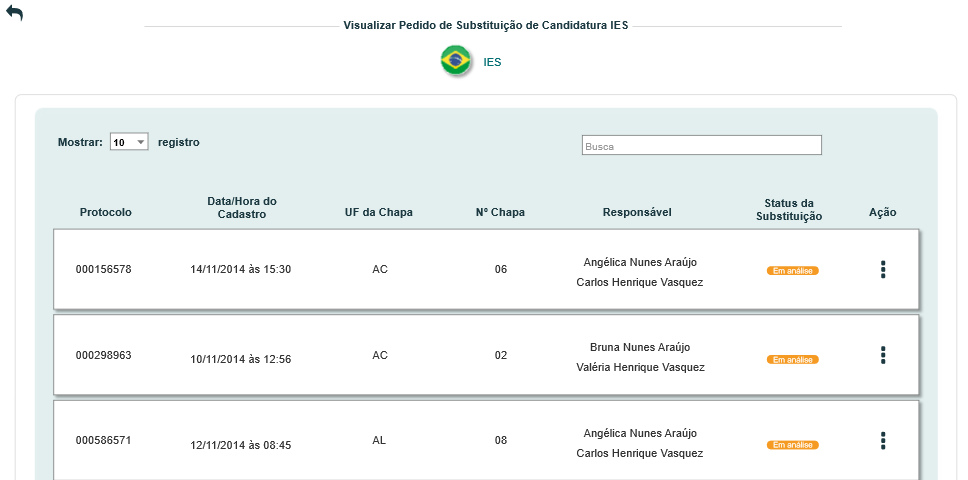 Visualizar Pedido de Substituição de Candidatura IES
IES
Mostrar: 10 registro
Busca
Protocolo
Data/Hora do
Cadastro
UF da Chapa
Nº Chapa
Responsável
Status da
Substituição
Ação
000156578
14/11/2014 às 15:30
AC
06
Angélica Nunes Araújo
Carlos Henrique Vasquez
Em análise
000298963
10/11/2014 às 12:56
AC
02
Bruna Nunes Araújo
Valéria Henrique Vasquez
Em análise
000586571
12/11/2014 às 08:45
AL
08
Angélica Nunes Araújo
Carlos Henrique Vasquez
Em análise